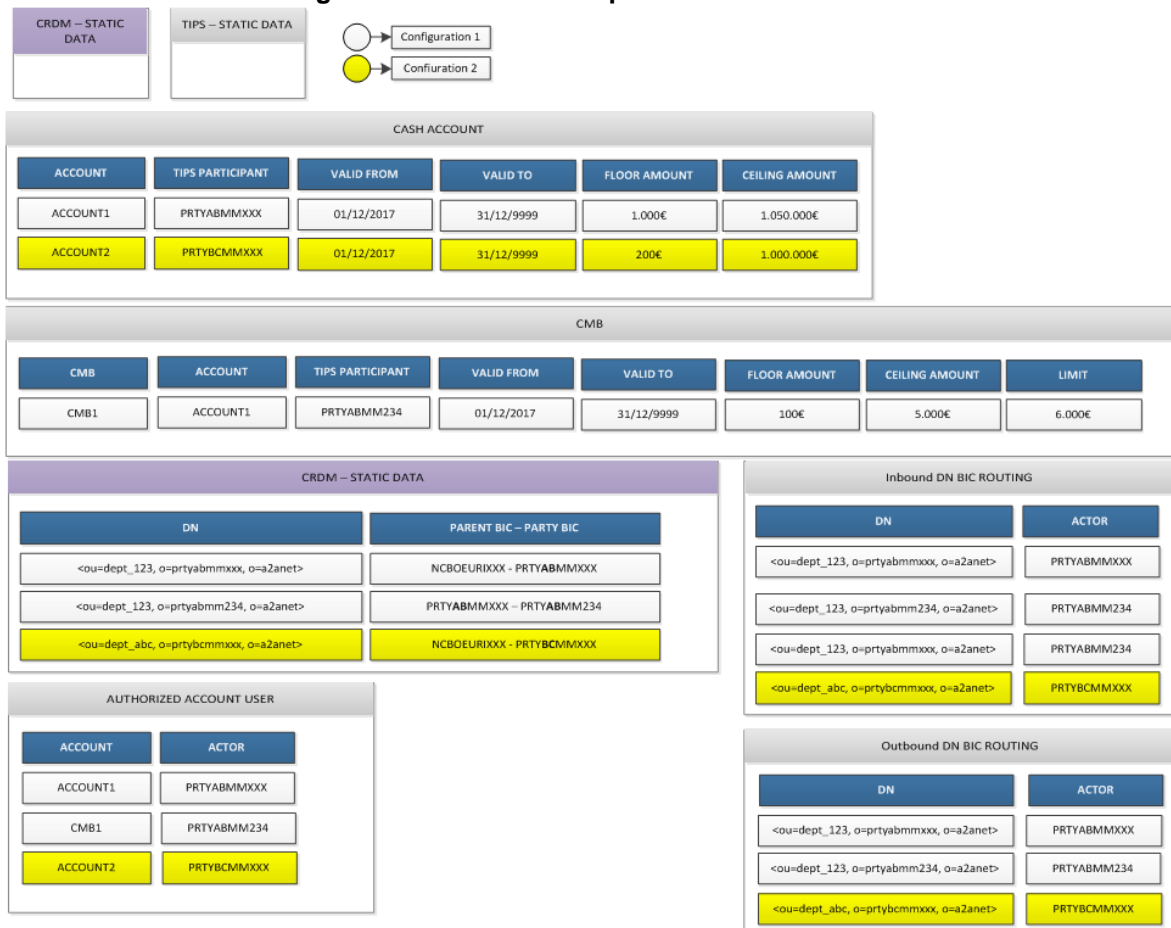 CRDM – STATIC
DATA
TIPS – STATIC DATA
Configuration 1
Confiuration 2
CASH ACCOUNT
ACCOUNT TIPS PARTICIPANT VALID FROM VALID TO FLOOR AMOUNT CEILING AMOUNT
ACCOUNT1 PRTYABMMXXX 01/12/2017 31/12/9999 1.000€ 1.050.000€
ACCOUNT2 PRTYBCMMXXX 01/12/2017 31/12/9999 200€ 1.000.000€
CMB
CMB ACCOUNT TIPS PARTICIPANT VALID FROM VALID TO FLOOR AMOUNT CEILING AMOUNT LIMIT
CMB1 ACCOUNT1 PRTYABMM234 01/12/2017 31/12/9999 100€ 5.000€ 6.000€
CRDM – STATIC DATA
DN PARENT BIC – PARTY BIC
<ou=dept_123, o=prtyabmmxxx, o=a2anet> NCBOEURIXXX - PRTYABMMXXX
<ou=dept_123, o=prtyabmm234, o=a2anet> PRTYABMMXXX – PRTYABMM234
<ou=dept_abc, o=prtybcmmxxx, o=a2anet> NCBOEURIXXX - PRTYBCMMXXX
Inbound DN BIC ROUTING
DN ACTOR
<ou=dept_123, o=prtyabmmxxx, o=a2anet> PRTYABMMXXX
<ou=dept_123, o=prtyabmm234, o=a2anet> PRTYABMM234
<ou=dept_123, o=prtyabmmxxx, o=a2anet> PRTYABMM234
<ou=dept_abc, o=prtybcmmxxx, o=a2anet> PRTYBCMMXXX
AUTHORIZED ACCOUNT USER
ACCOUNT ACTOR
ACCOUNT1 PRTYABMMXXX
CMB1 PRTYABMM234
ACCOUNT2 PRTYBCMMXXX
Outbound DN BIC ROUTING
DN ACTOR
<ou=dept_123, o=prtyabmmxxx, o=a2anet> PRTYABMMXXX
<ou=dept_123, o=prtyabmm234, o=a2anet> PRTYABMM234
<ou=dept_abc, o=prtybcmmxxx, o=a2anet> PRTYBCMMXXX